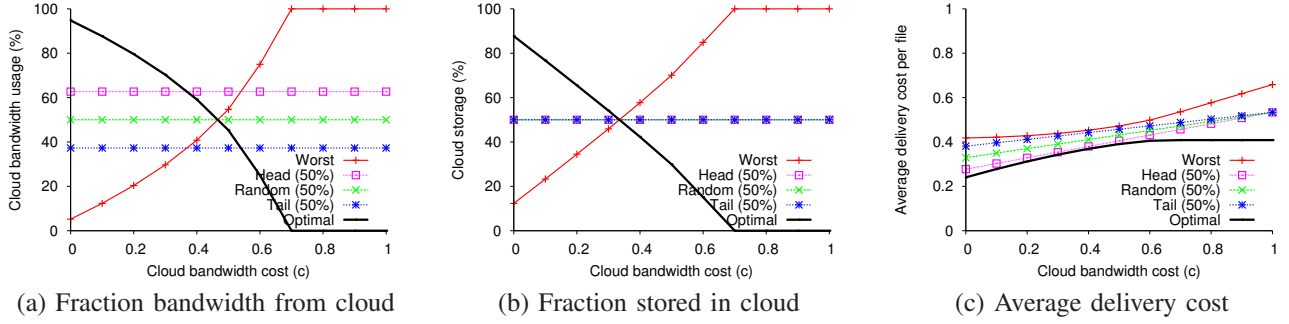 100
80
60
40
20
0
Cloud bandwidth usage (%)
Worst
Head (50%)
Random (50%)
Tail (50%)
Optimal
0 0.2 0.4 0.6 0.8 1
Cloud bandwidth cost (c)
(a) Fraction bandwidth from cloud
100
80
60
40
20
0
Cloud storage (%)
Worst
Head (50%)
Random (50%)
Tail (50%)
Optimal
0 0.2 0.4 0.6 0.8 1
Cloud bandwidth cost (c)
(b) Fraction stored in cloud
1
0.8
0.6
0.4
0.2
0
Average delivery cost per file
Worst
Head (50%)
Random (50%)
Tail (50%)
Optimal
0 0.2 0.4 0.6 0.8 1
Cloud bandwidth cost (c)
(c) Average delivery cost